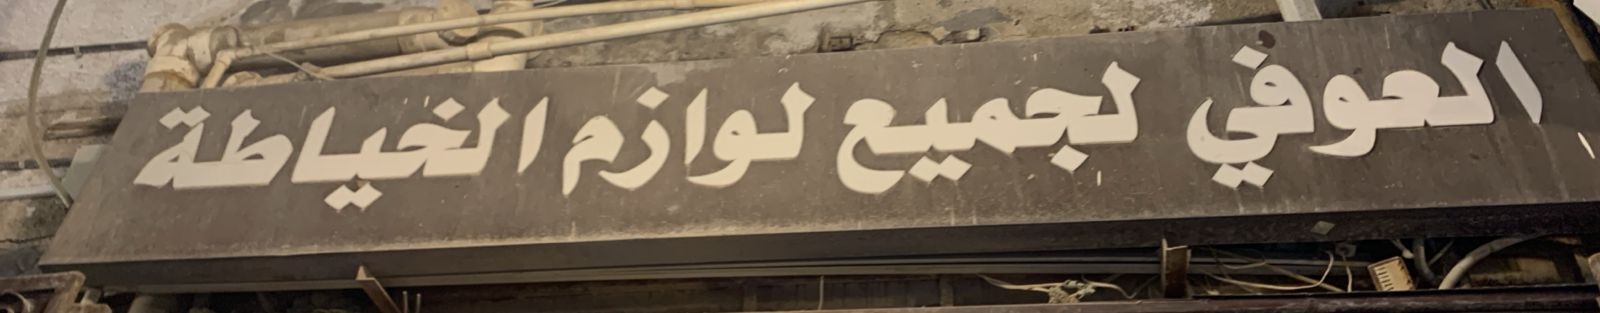 العوفي لجميع لوازم الخياطة